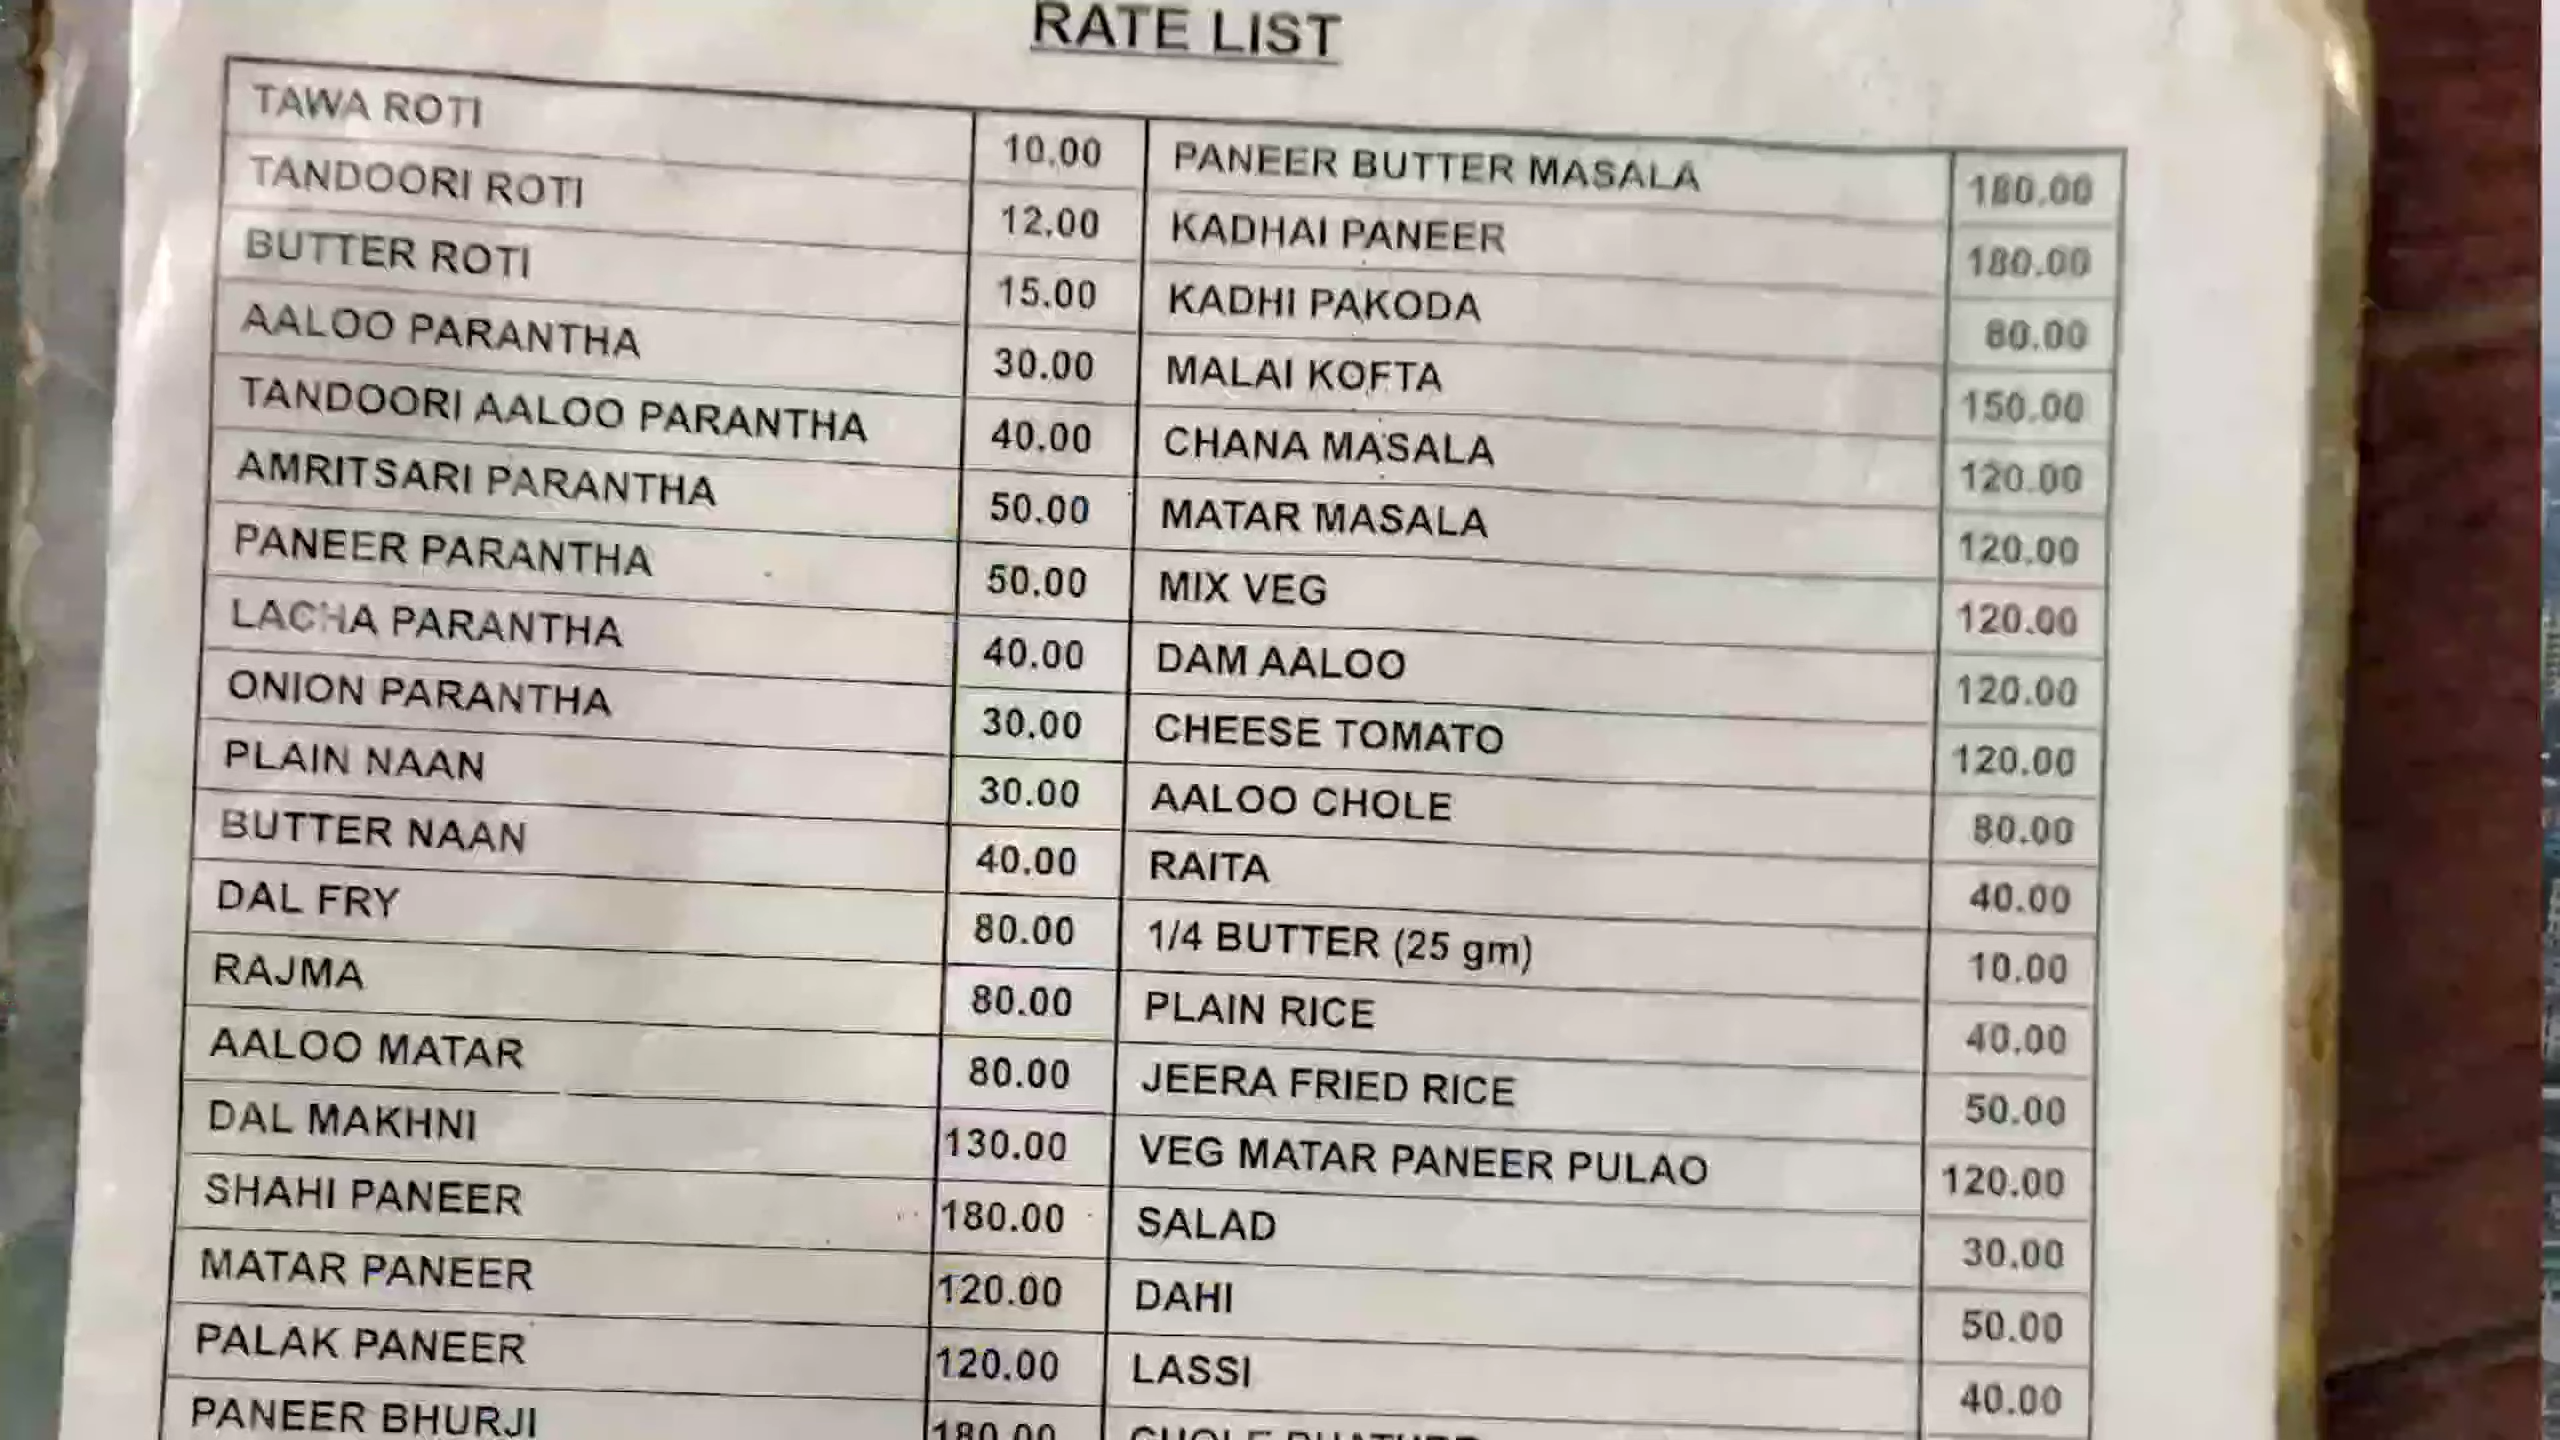 RATE LIST
TAWA ROTI 10.00 PANEER BUTTER MASALA 180.00
TANDOORI ROTI 12.00 KADHAI PANEER 180.00
BUTTER ROTI 15.00 KADHI PAKODA 80.00
AALOO PARANTHA 30.00 MALAI KOFTA 150.00
TANDOORI AALOO PARANTHA 40.00 CHANA MASALA 120.00
AMRITSARI PARANTHA 50.00 MATAR MASALA 120.00
PANEER PARANTHA 50.00 MIX VEG 120.00
LACHA PARANTHA 40.00 DAM AALOO 120.00
ONION PARANTHA 30.00 CHEESE TOMATO 120.00
PLAIN NAAN 30.00 AALOO CHOLE 80.00
BUTTER NAAN 40.00 RAITA 40.00
DAL FRY 80.00 1/4 BUTTER (25 gm) 10.00
RAJMA 80.00 PLAIN RICE 40.00
AALOO MATAR 80.00 JEERA FRIED RICE 50.00
DAL MAKHNI 130.00 VEG MATAR PANEER PULAO 120.00
SHAHI PANEER 180.00 SALAD 30.00
MATAR PANEER 120.00 DAHI 50.00
PALAK PANEER 120.00 LASSI 40.00
PANEER BHURJI 180.00